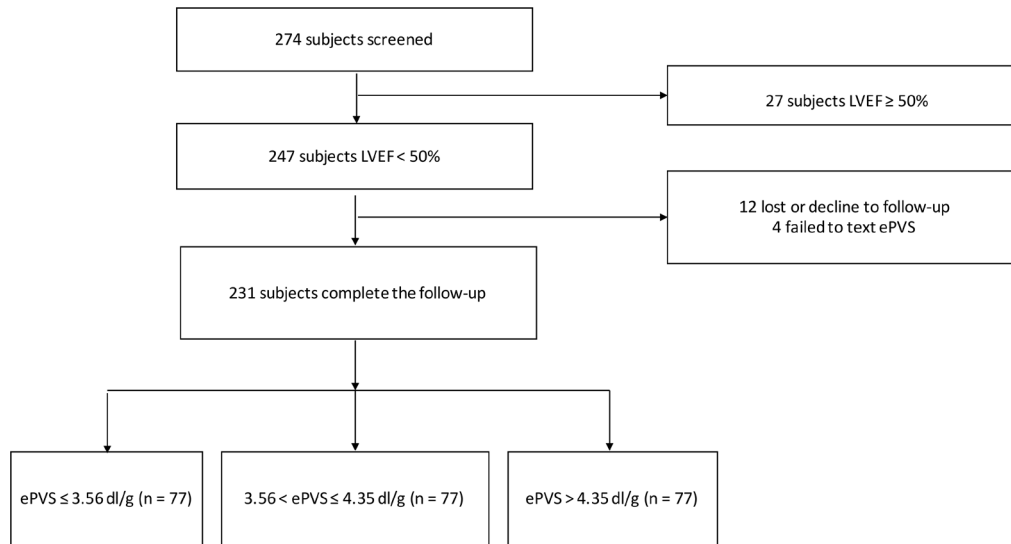 274 subjects screened
27 subjects LVEF ≥ 50%
247 subjects LVEF < 50%
12 lost or decline to follow-up
4 failed to text ePVS
231 subjects complete the follow-up
ePVS ≤ 3.56 dl/g (n = 77)
3.56 < ePVS ≤ 4.35 dl/g (n = 77)
ePVS > 4.35 dl/g (n = 77)